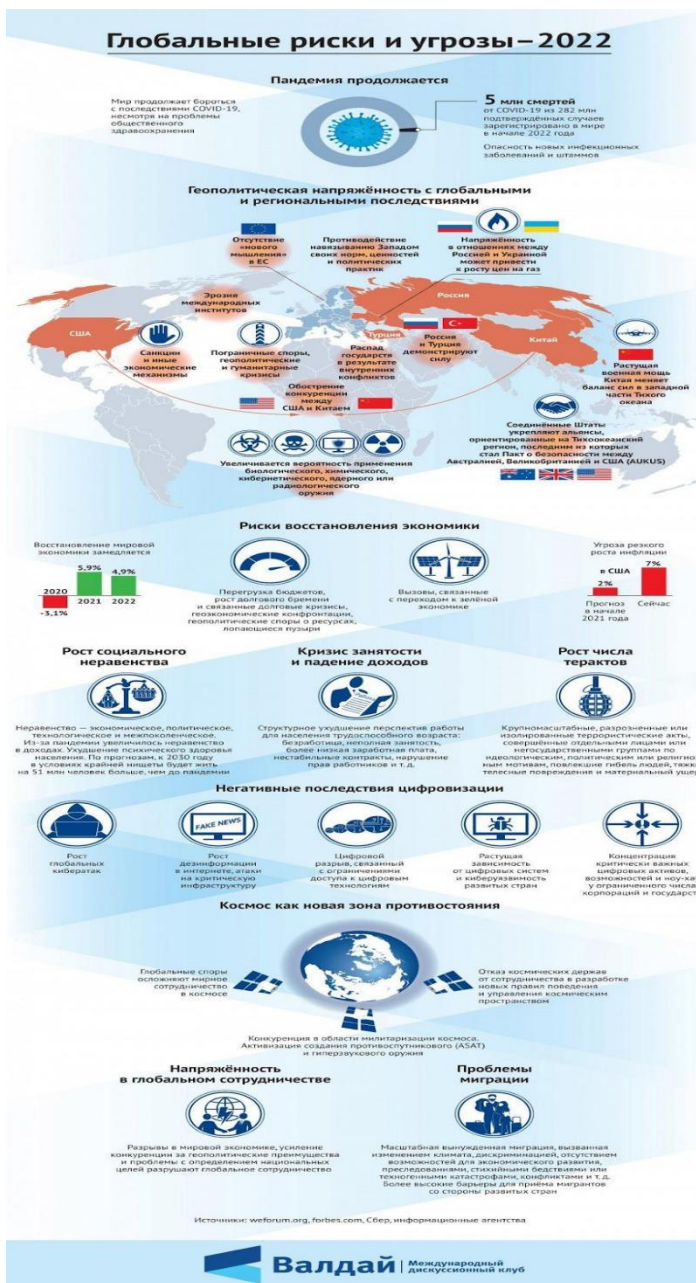 Глобальные риски и угрозы – 2022
Пандемия продолжается
Мир продолжает бороться
с последствиями COVID-19,
несмотря на проблемы
общественного
здравоохранения
5 млн смертей
от COVID-19 из 282 млн
подтверждённых случаев
зарегистрировано в мире
в начале 2022 года
Опасность новых инфекционных
заболеваний и штаммов
Геополитическая напряжённость с глобальными
и региональными последствиями
Отсутствие
«нового
мышления»
в ЕС
Противодействие
навязыванию Западом
своих норм, ценностей
и политических
практик
Напряжённость
в отношениях между
Россией и Украиной
может привести
к росту цен на газ
Эрозия
международных
институтов
Россия
США
Турция
Китай
Санкции
и иные
экономические
механизмы
Пограничные споры,
геополитические
и гуманитарные
кризисы
Распад
государств
в результате
внутренних
конфликтов
Россия
и Турция
демонстрируют
силу
Растущая
военная мощь
Китая меняет
баланс сил в западной
части Тихого
океана
Обострение
конкуренции
между
США и Китаем
Соединённые Штаты
укрепляют альянсы,
ориентированные на Тихоокеанский
регион, последним из которых
стал Пакт о безопасности между
Австралией, Великобританией и США (AUKUS)
Увеличивается вероятность применения
биологического, химического,
кибернетического, ядерного или
радиологического
оружия
Риски восстановления экономики
Восстановление мировой
экономики замедляется
2020
-3,1%
5,9%
2021
4,9%
2022
Перегрузка бюджетов,
рост долгового бремени
и связанные долговые кризисы,
геоэкономические конфронтации,
геополитические споры о ресурсах,
лопающиеся пузыри
Вызовы, связанные
с переходом к зелёной
экономике
Угроза резкого
роста инфляции
в США
2%
7%
Прогноз
в начале
2021 года
Сейчас
Рост социального
неравенства
Неравенство — экономическое, политическое,
технологическое и межпоколенческое.
Из-за пандемии увеличилось неравенство
в доходах. Ухудшение психического здоровья
населения. По прогнозам, к 2030 году
в условиях крайней нищеты будет жить
на 51 млн человек больше, чем до пандемии
Кризис занятости
и падение доходов
Структурное ухудшение перспектив работы
для населения трудоспособного возраста:
безработица, неполная занятость,
более низкая заработная плата,
нестабильные контракты, нарушение
прав работников и т. д.
Рост числа
терактов
Крупномасштабные, разрозненные или
изолированные террористические акты,
совершённые отдельными лицами или
негосударственными группами по
идеологическим, политическим или религиоз
ным мотивам, повлекшие гибель людей, тяжк
телесные повреждения и материальный ущер
Негативные последствия цифровизации
Рост
глобальных
кибератак
FAKE NEWS
Рост
дезинформации
в интернете, атаки
на критическую
инфраструктуру
Цифровой
разрыв, связанный
с ограничениями
доступа к цифровым
технологиям
Растущая
зависимость
от цифровых систем
и киберуязвимость
развитых стран
Концентрация
критически важных
цифровых активов,
возможностей и ноу-хау
у ограниченного числа
корпораций и государст
Космос как новая зона противостояния
Глобальные споры
осложняют мирное
сотрудничество
в космосе
Отказ космических держав
от сотрудничества в разработке
новых правил поведения
и управления космическим
пространством
Конкуренция в области милитаризации космоса.
Активизация создания противоспутникового (ASAT)
и гиперзвукового оружия
Напряжённость
в глобальном сотрудничестве
Разрывы в мировой экономике, усиление
конкуренции за геополитические преимущества
и проблемы с определением национальных
целей разрушают глобальное сотрудничество
Проблемы
миграции
Масштабная вынужденная миграция, вызванная
изменением климата, дискриминацией, отсутствием
возможностей для экономического развития,
преследованиями, стихийными бедствиями или
техногенными катастрофами, конфликтами и т. д.
Более высокие барьеры для приёма мигрантов
со стороны развитых стран
Источники: weforum.org, forbes.com, Сбер, информационные агентства
Валдай
Международный
дискуссионный клуб